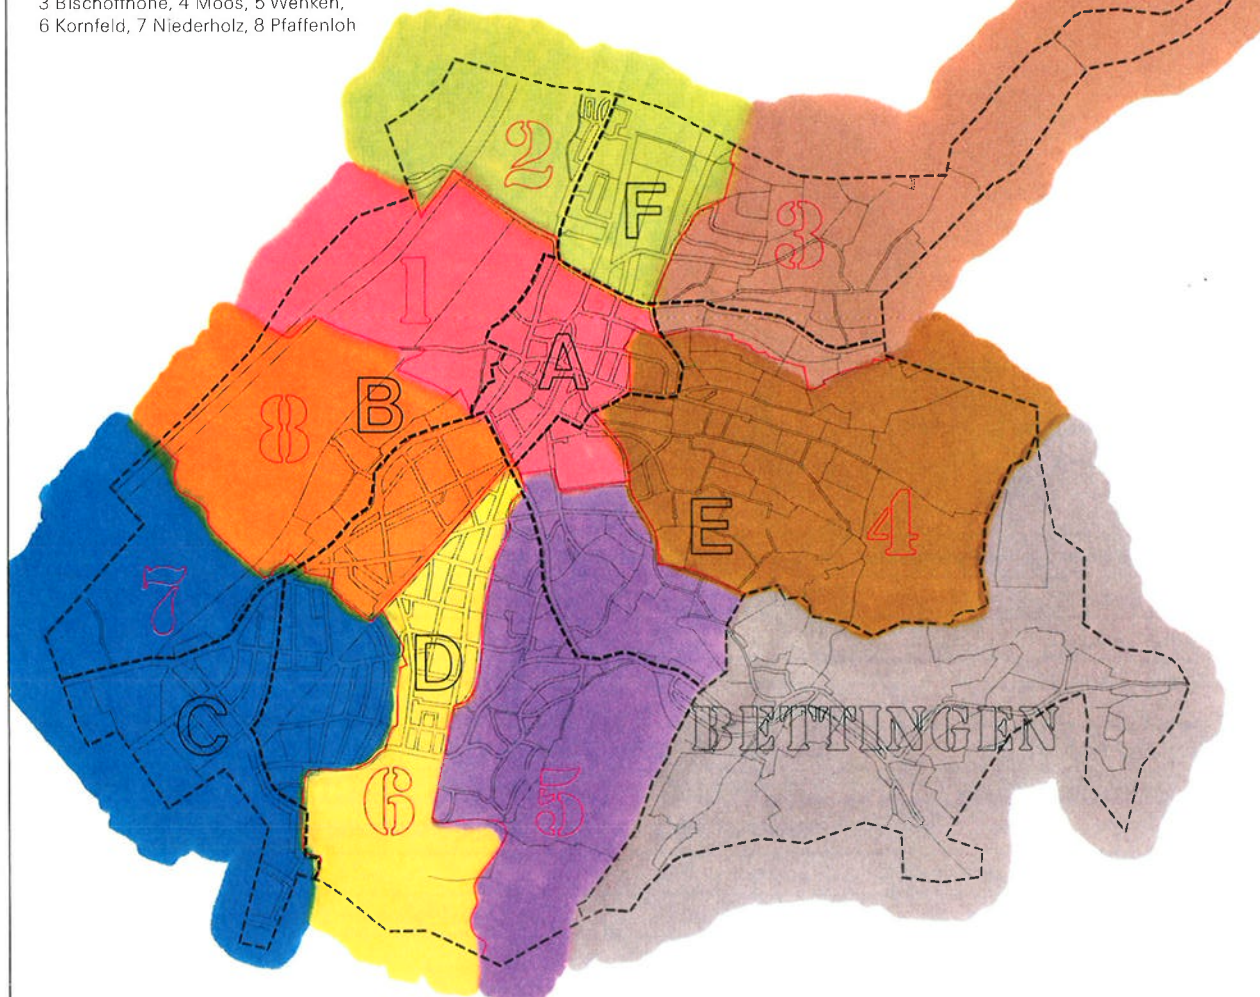 3 Bischoffhöhe, 4 Moos, 5 Wenken,
6 Kornfeld, 7 Niederholz, 8 Pfaffenloh
2
F
3
1
A
B
8
E
4
7
D
C
BETTINGEN
6
5